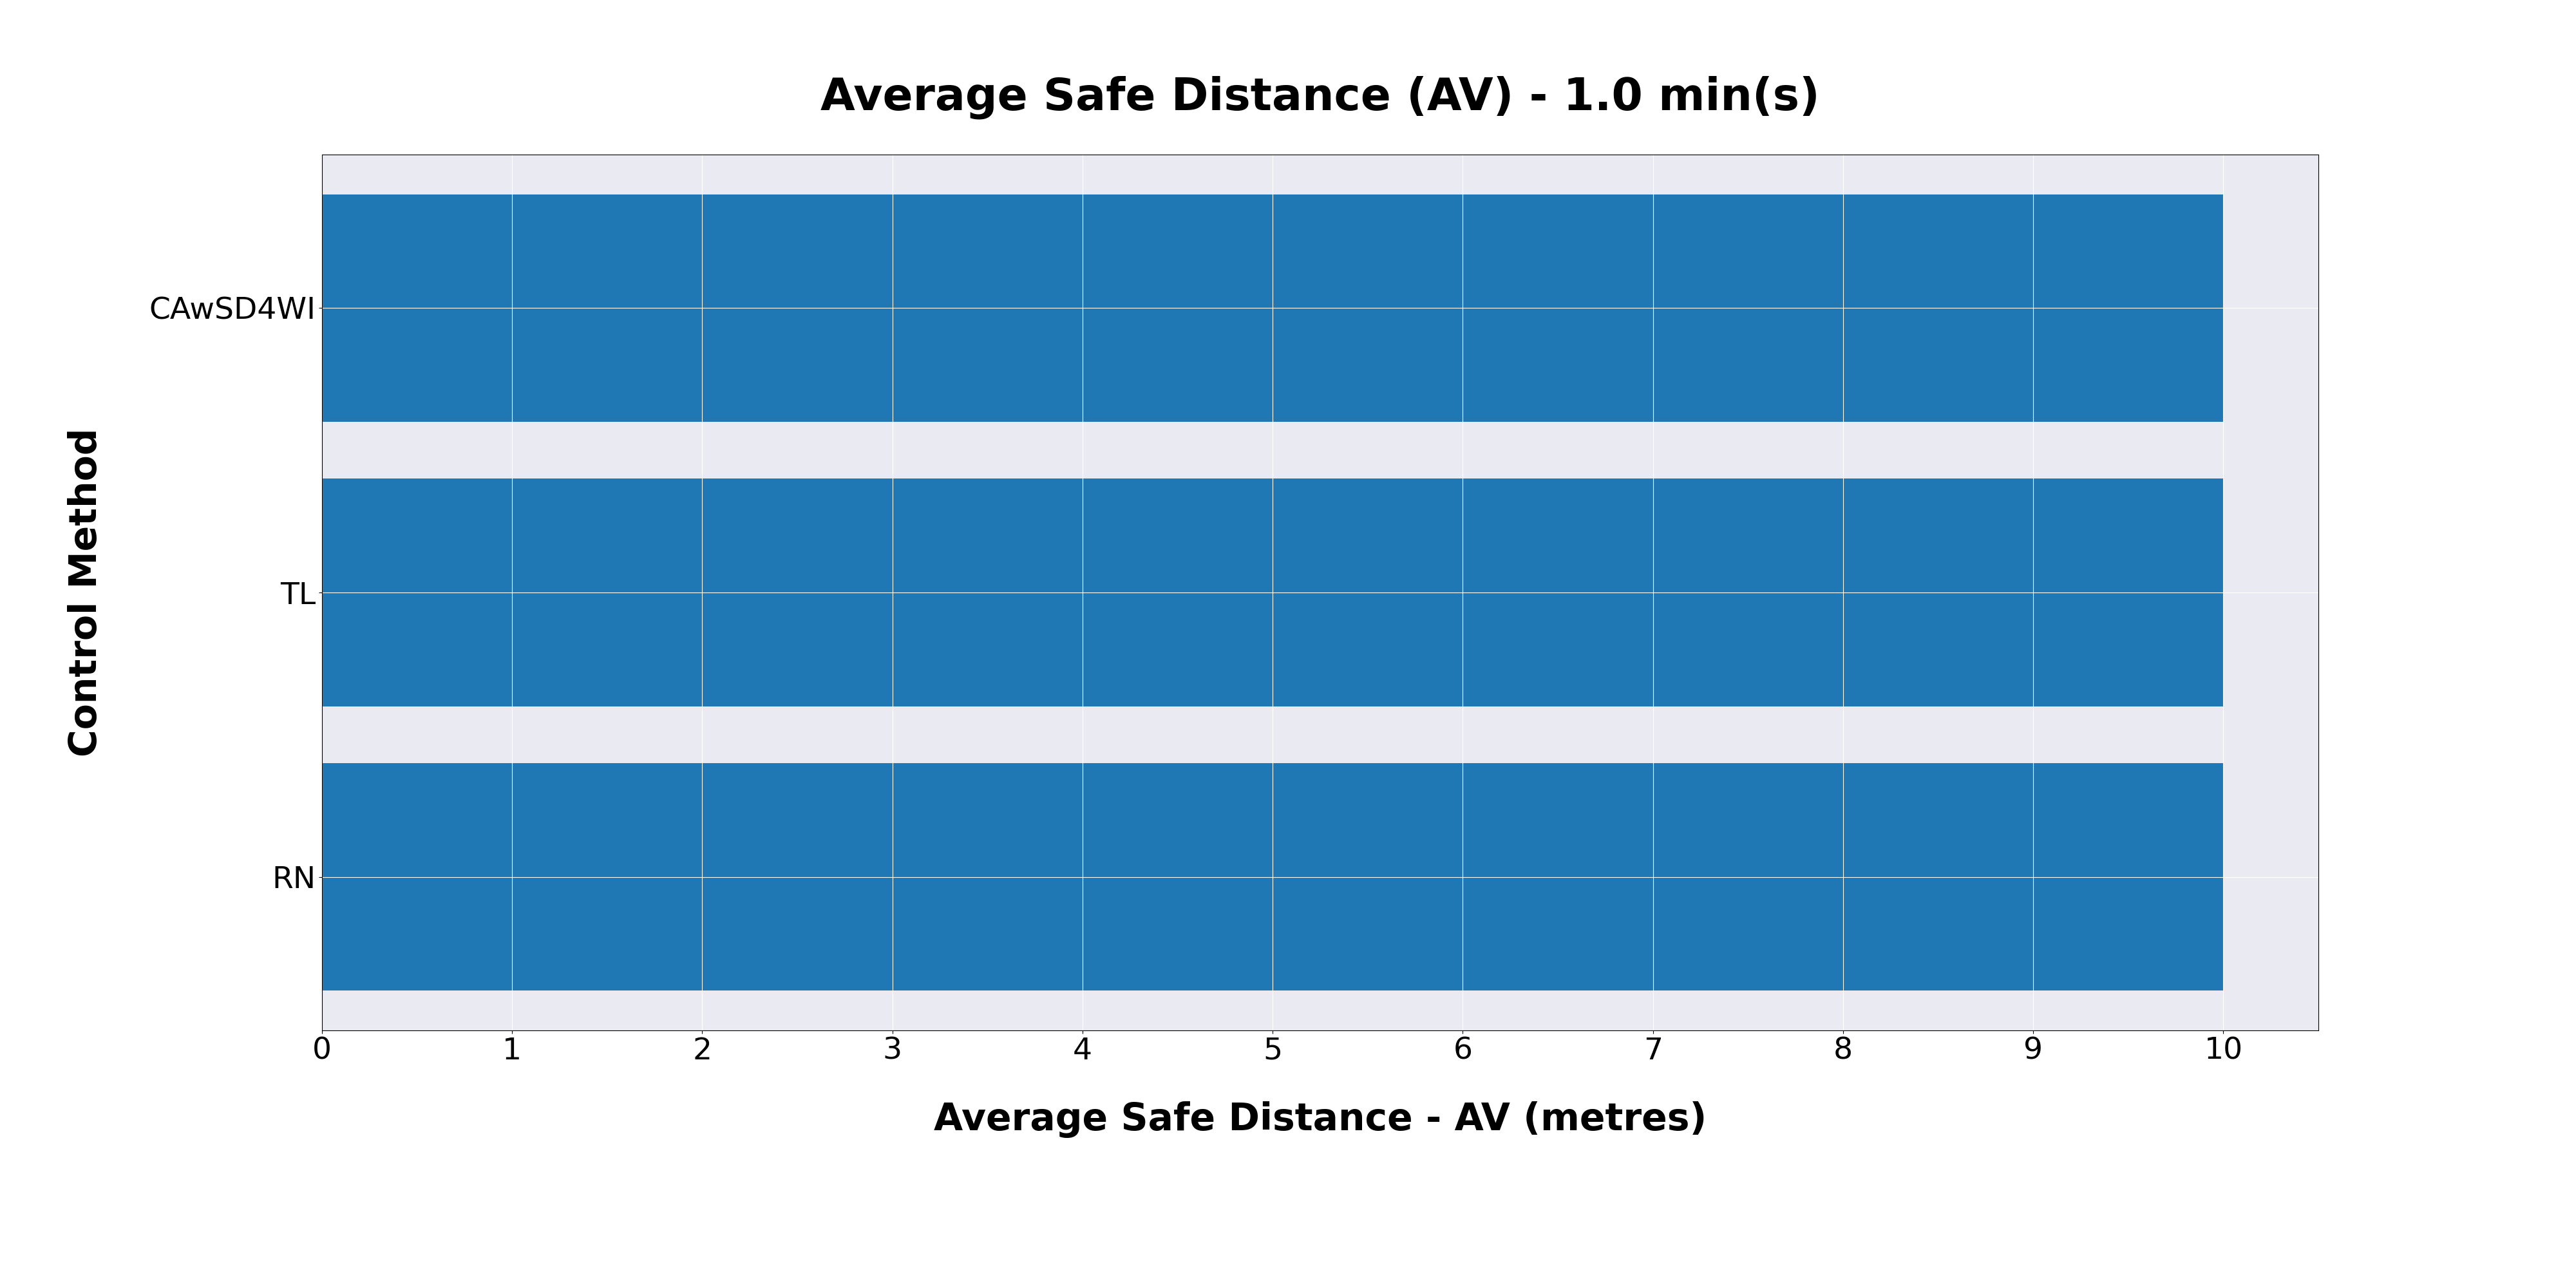 Average Safe Distance (AV) - 1.0 min(s)
Control Method
CAwSD4WI
TL
RN
0 1 2 3 4 5 6 7 8 9 10
Average Safe Distance - AV (metres)